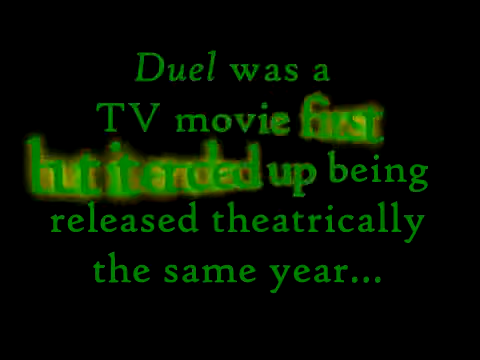 Duel was a
TV movie first
but it ended up being
released theatrically
the same year...